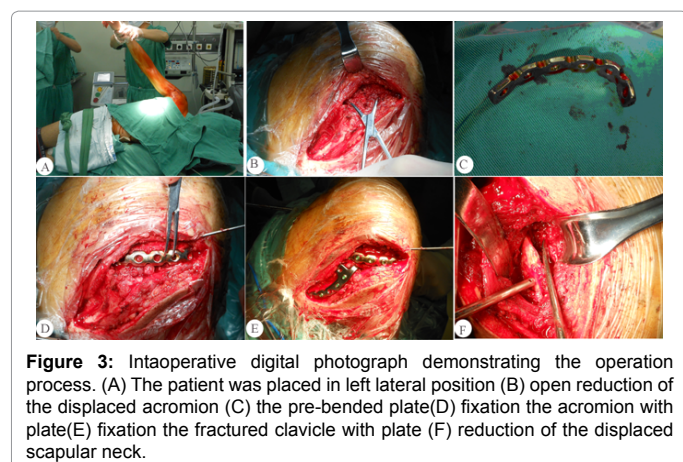 A
B
C
D
E
F
Figure 3: Intaoperative digital photograph demonstrating the operation
process. (A) The patient was placed in left lateral position (B) open reduction of
the displaced acromion (C) the pre-bended plate(D) fixation the acromion with
plate(E) fixation the fractured clavicle with plate (F) reduction of the displaced
scapular neck.